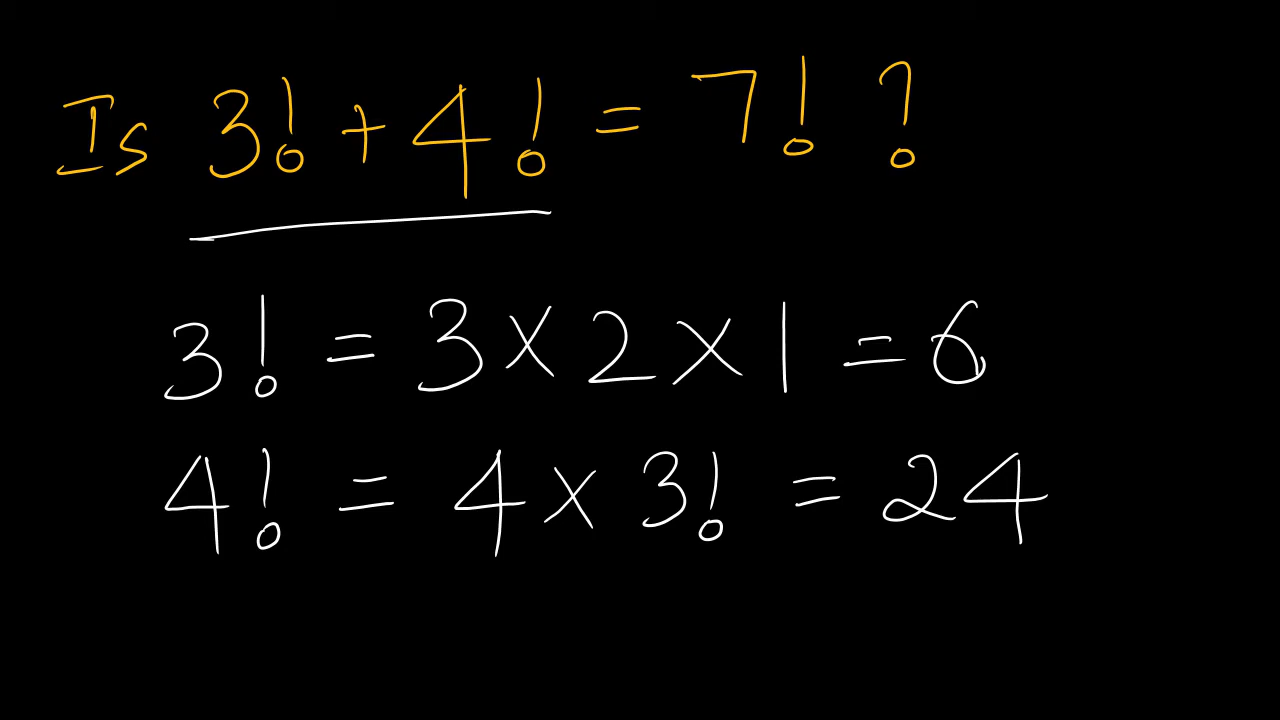 Is 3! + 4! = 7! ?
3! = 3 × 2 × 1 = 6
4! = 4 × 3! = 24